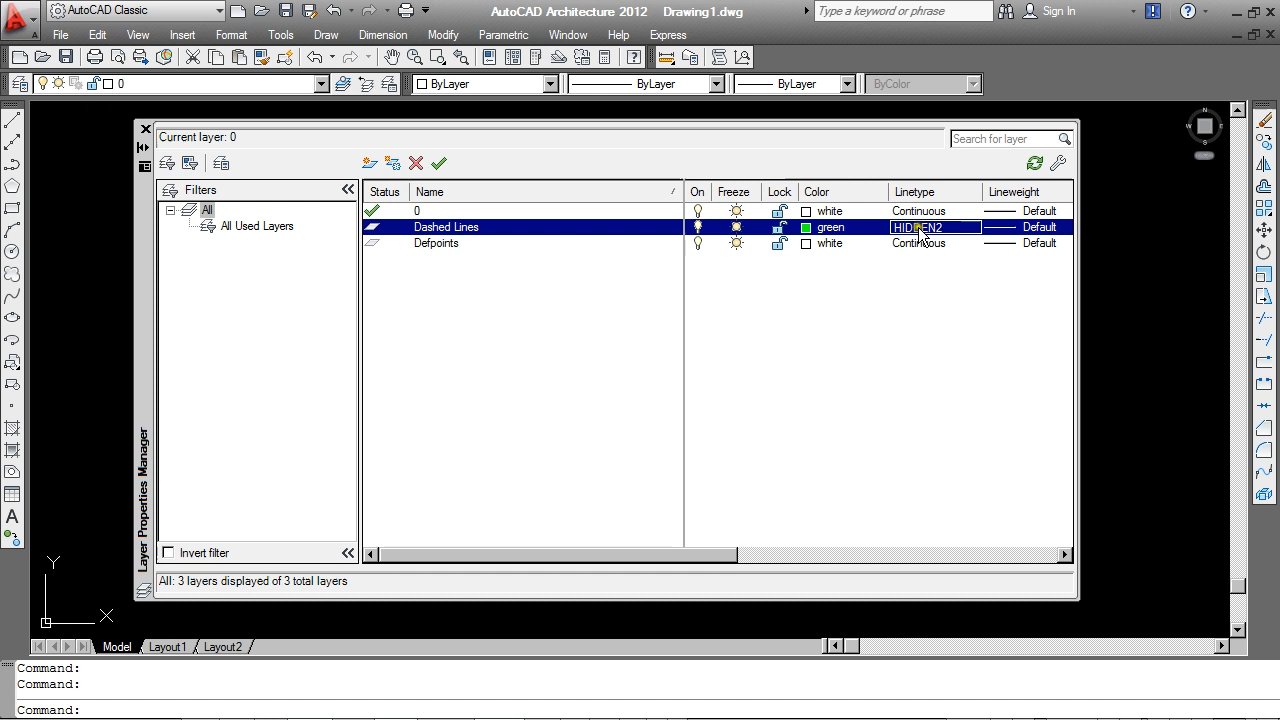 AutoCAD Classic
AutoCAD Architecture 2012 Drawing1.dwg
Type a keyword or phrase
Sign In
File Edit View Insert Format Tools Draw Dimension Modify Parametric Window Help Express
0
ByLayer
ByLayer
ByLayer
ByColor
Current layer: 0
Search for layer
Filters
All
All Used Layers
Invert filter
Status Name On Freeze Lock Color Linetype Lineweight
0 white Continuous Default
Dashed Lines green HIDDEN2 Default
Defpoints white Continuous Default
Layer Properties Manager
All: 3 layers displayed of 3 total layers
N
W
E
S
Y
X
Model Layout1 Layout2
Command:
Command:
Command: